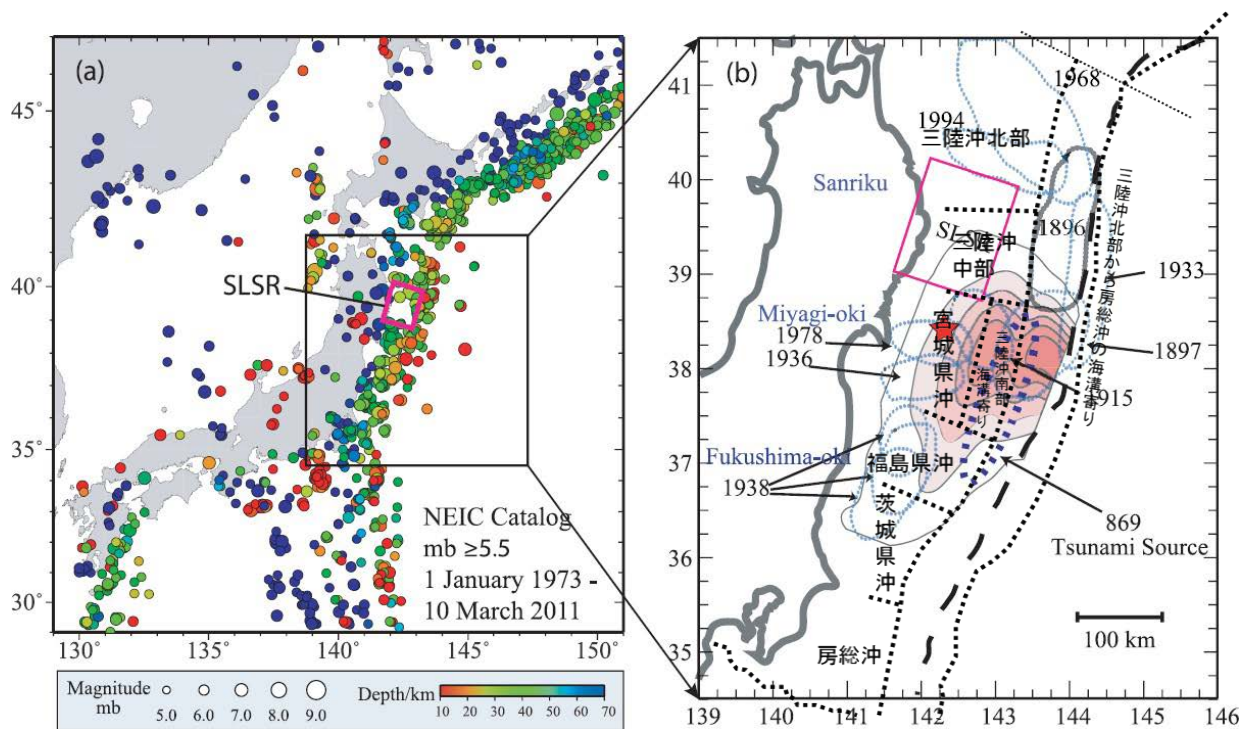 (a)
45°
40°
35°
30°
SLSR
NEIC Catalog
mb ≥5.5
1 January 1973 -
10 March 2011
130° 135° 140° 145° 150°
Magnitude
mb
5.0 6.0 7.0 8.0 9.0
Depth/km
10 20 30 40 50 60 70
(b)
41
40
39
38
37
36
35
1968
1994
三陸沖北部
Sanriku
1896
三陸沖
中部
三陸沖北部から房総沖の海溝寄り
1933
Miyagi-oki
1978
1936
宮城県沖
三陸沖南部
海溝寄り
1897
915
Fukushima-oki
福島県沖
1938
茨城県沖
869
Tsunami Source
100 km
房総沖
139 140 141 142 143 144 145 146